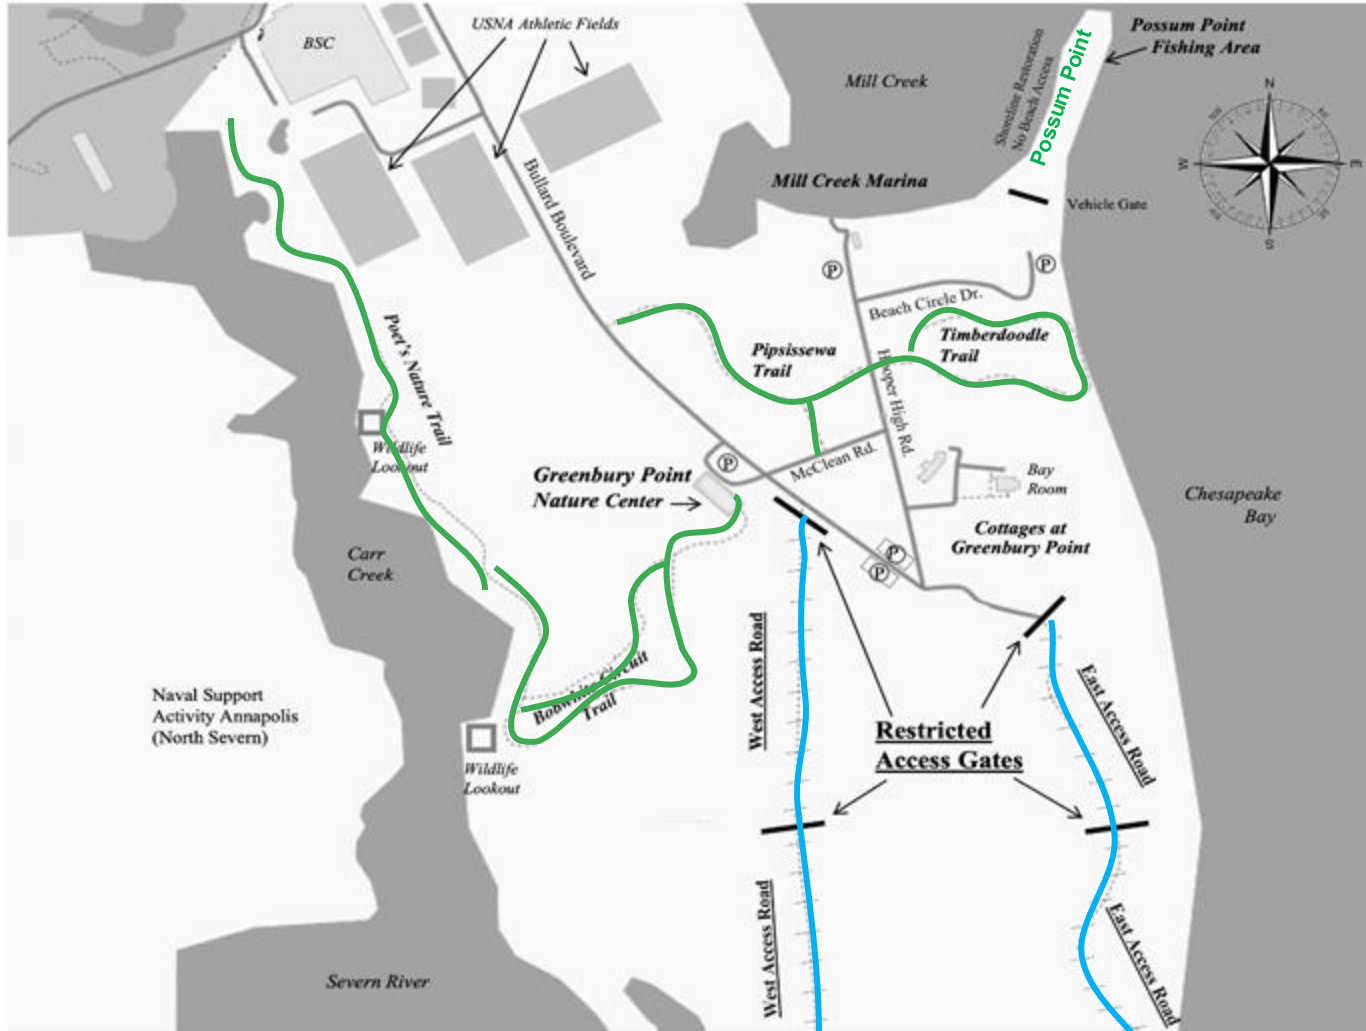 USNA Athletic Fields
BSC
Possum Point
Fishing Area
Shoreline Restoration
No Beach Access
Possum Point
Mill Creek
N
W
E
S
Mill Creek Marina
Vehicle Gate
Bullard Boulevard
P
P
Beach Circle Dr.
Poet's Nature Trail
Pipsissewa
Trail
Timberdoodle
Trail
Hooper High Rd.
Wildlife
Lookout
McClean Rd.
P
Greenbury Point
Nature Center
Bay
Room
Chesapeake
Bay
Cottages at
Greenbury Point
Carr
Creek
P
P
West Access Road
Bobwhite Circuit
Trail
East Access Road
Naval Support
Activity Annapolis
(North Severn)
Restricted
Access Gates
Wildlife
Lookout
West Access Road
East Access Road
Severn River